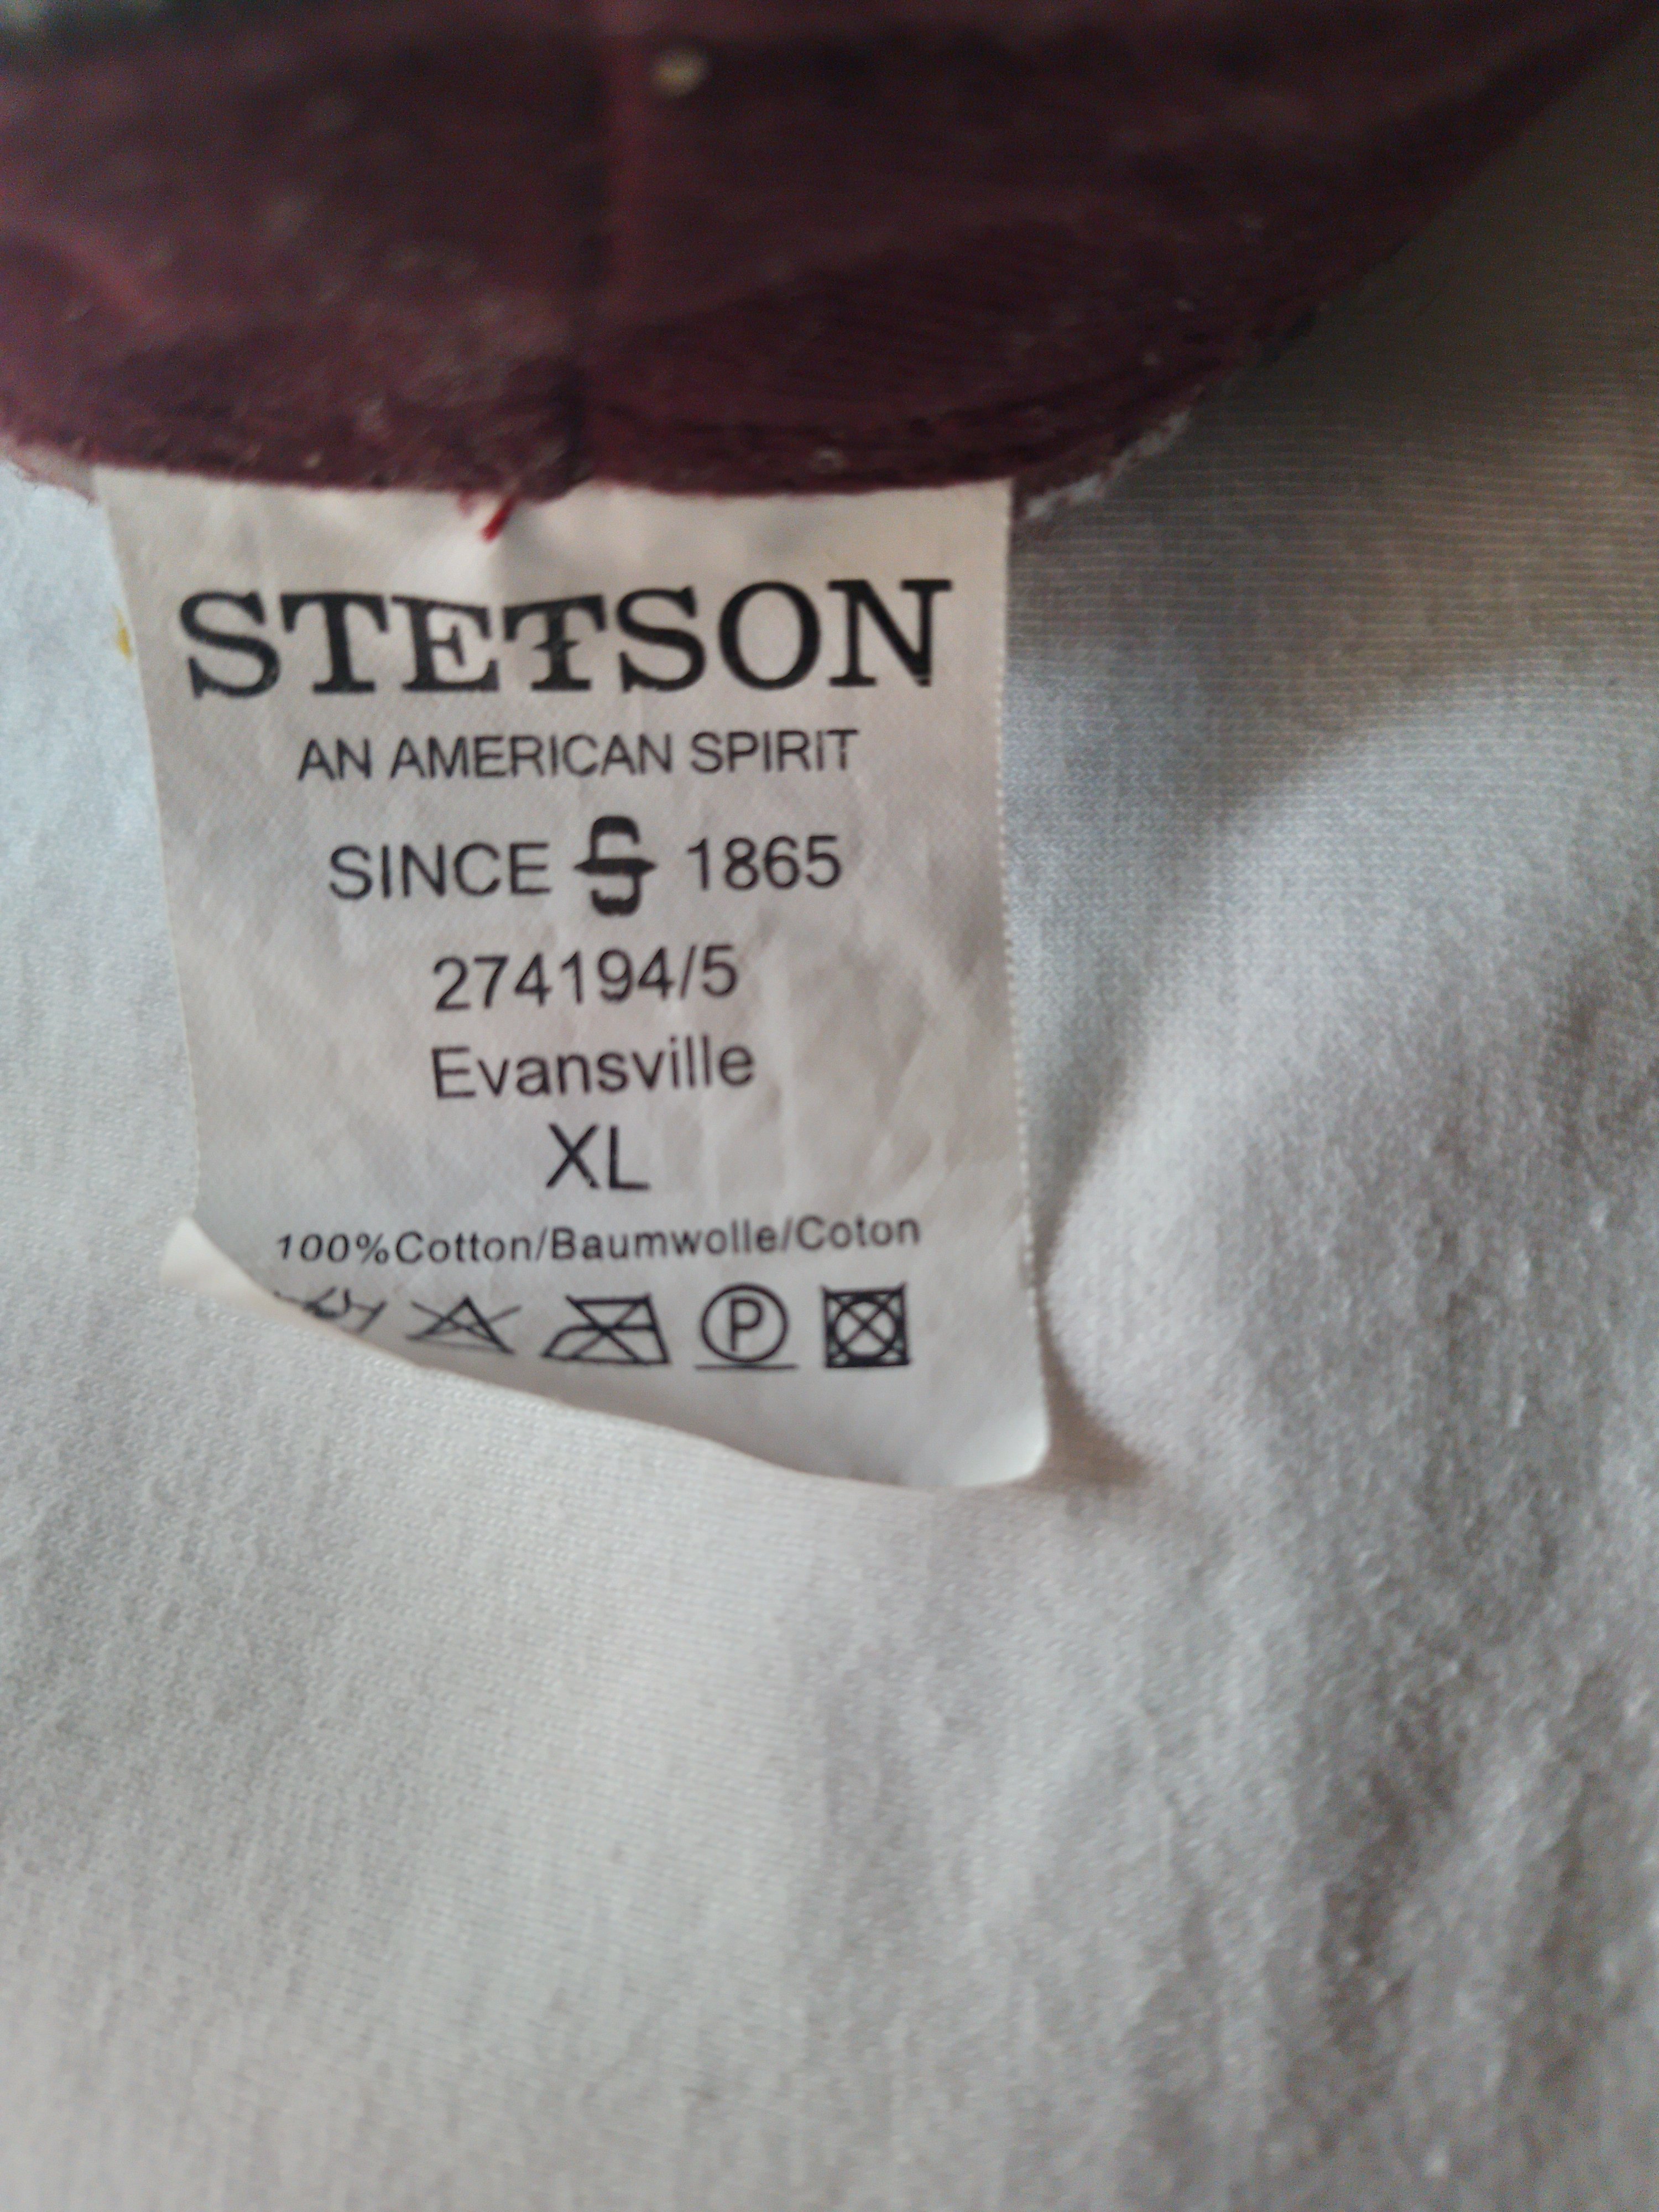 STETSON
AN AMERICAN SPIRIT
SINCE S 1865
274194/5
Evansville
XL
100%Cotton/Baumwolle/Coton
P